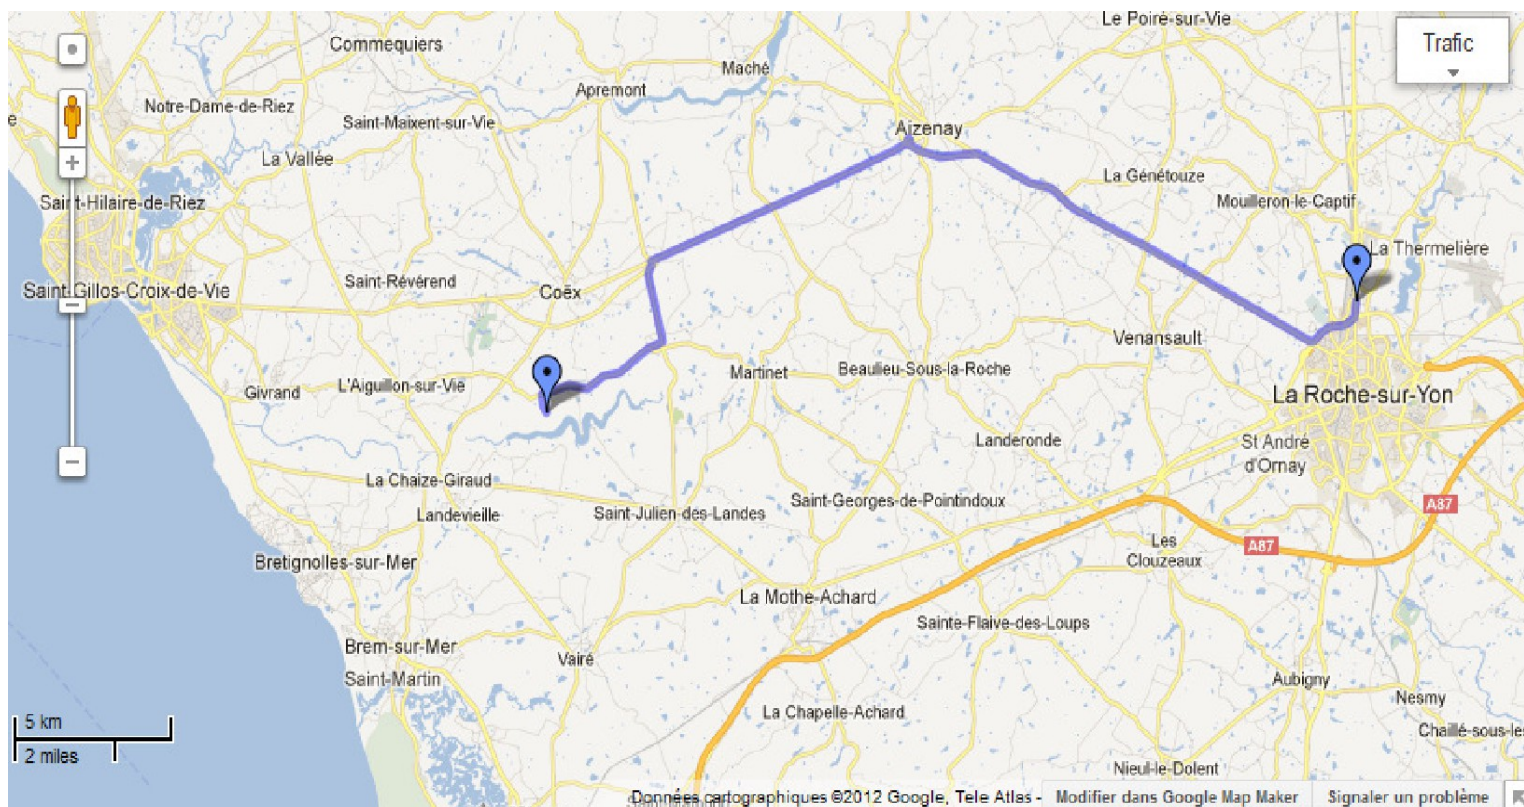 Le Poiré-sur-Vie
Trafic
Commequiers
Maché
Apremont
Notre-Dame-de-Riez
e
Saint-Maixent-sur-Vie
Aizenay
La Vallée
La Génétouze
Saint-Hilaire-de-Riez
Mouilleron-le-Captif
La Thermelière
Saint-Révérend
Saint-Gilles-Croix-de-Vie
Coëx
Venansault
Martinet
Beaulieu-Sous-la-Roche
L'Aiguillon-sur-Vie
Givrand
La Roche-sur-Yon
Landeronde
St André
d'Ornay
La Chaize-Giraud
Saint-Georges-de-Pointindoux
A87
Landevieille
Saint-Julien-des-Landes
Les
Clouzeaux
A87
Bretignolles-sur-Mer
La Mothe-Achard
Sainte-Flaive-des-Loups
Brem-sur-Mer
Vairé
Saint-Martin
Aubigny
Nesmy
La Chapelle-Achard
5 km
Chaillé-sous-les
2 miles
Nieul-le-Dolent
Données cartographiques ©2012 Google, Tele Atlas - Modifier dans Google Map Maker Signaler un problème